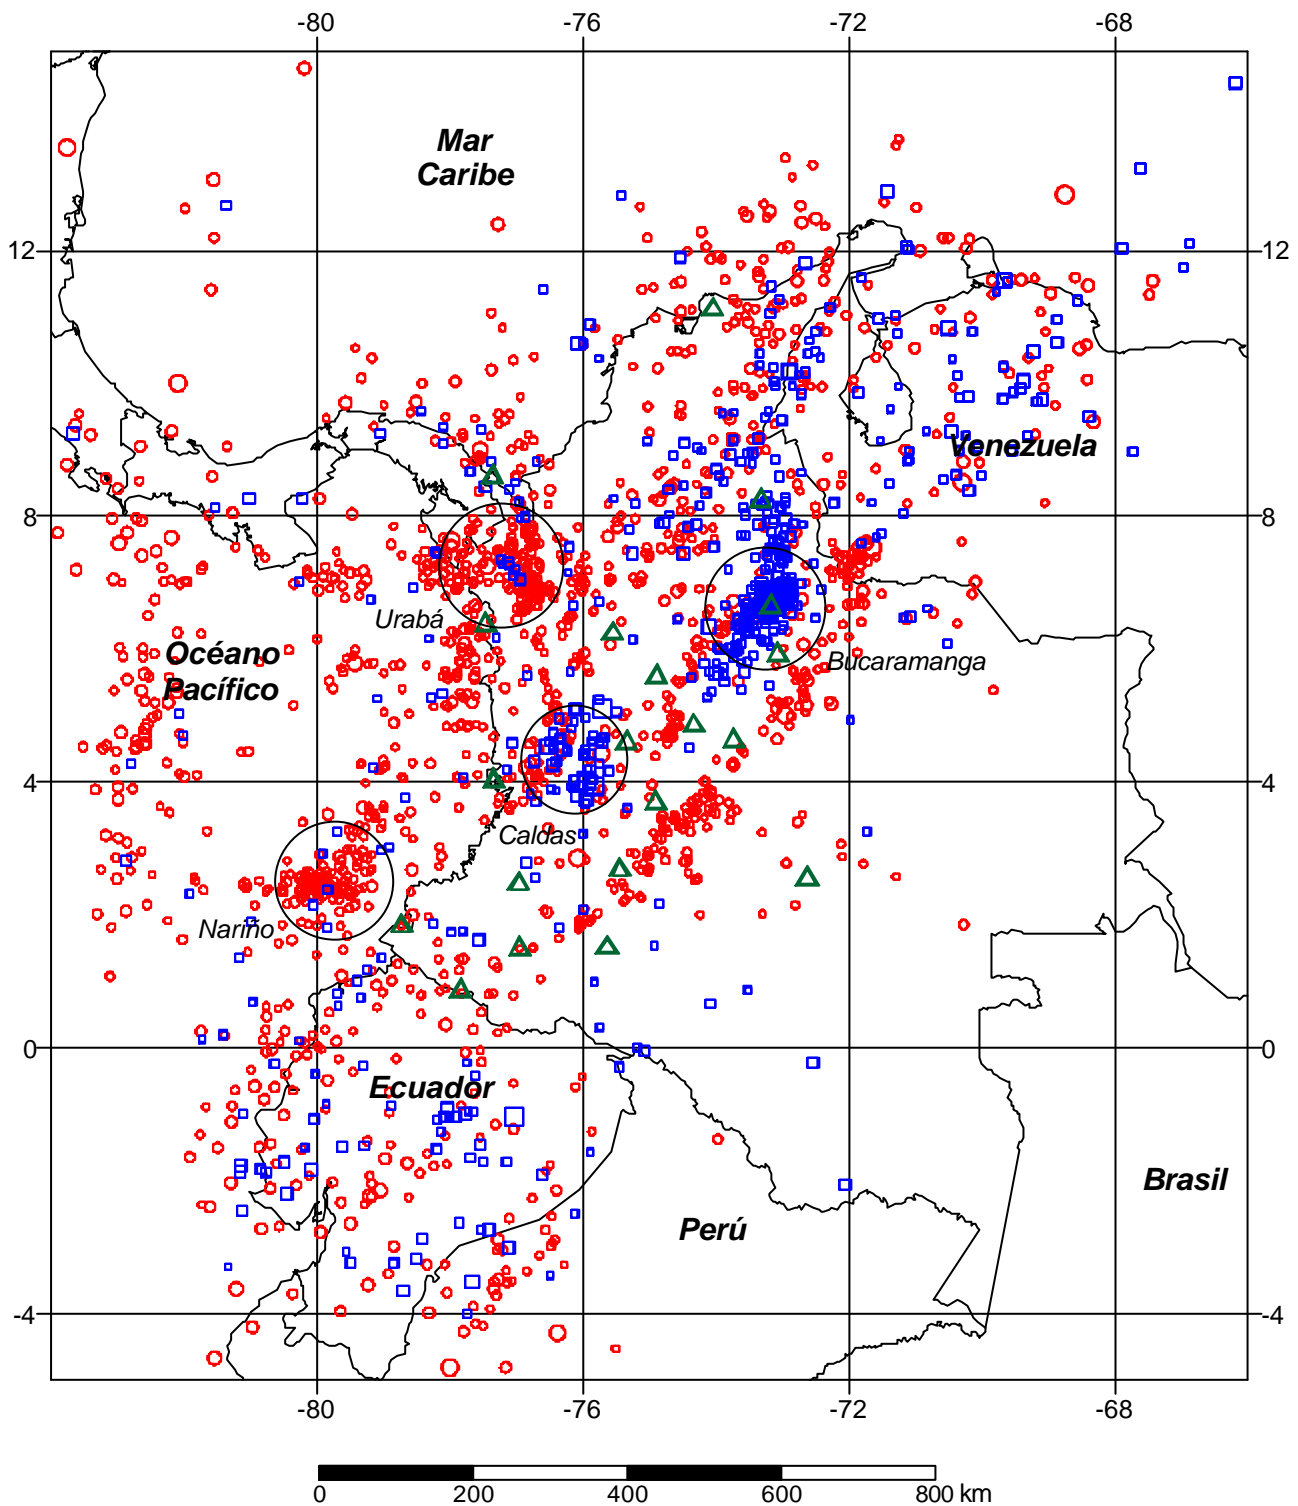 -80 -76 -72 -68
Mar
Caribe
12 12
Venezuela
8 8
Urabá
Océano
Pacífico
Bucaramanga
4 4
Caldas
Nariño
0 0
Ecuador
Brasil
Perú
-4 -4
-80 -76 -72 -68
0 200 400 600 800 km